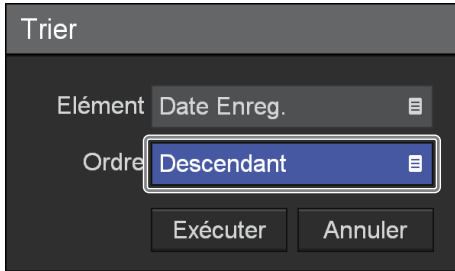 Trier
Elément Date Enreg.
Ordre Descendant
Exécuter Annuler